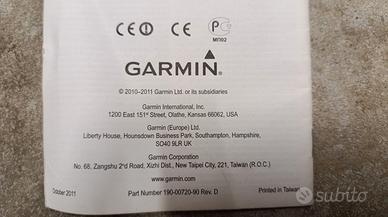 CE CE
МП02
GARMIN®
© 2010–2011 Garmin Ltd. or its subsidiaries
Garmin International, Inc.
1200 East 151st Street, Olathe, Kansas 66062, USA
Garmin (Europe) Ltd.
Liberty House, Hounsdown Business Park, Southampton, Hampshire,
SO40 9LR UK
Garmin Corporation
No. 68, Zangshu 2nd Road, Xizhi Dist., New Taipei City, 221, Taiwan (R.O.C.)
www.garmin.com
October 2011 Part Number 190-00720-90 Rev. D Printed in Taiwan
subito